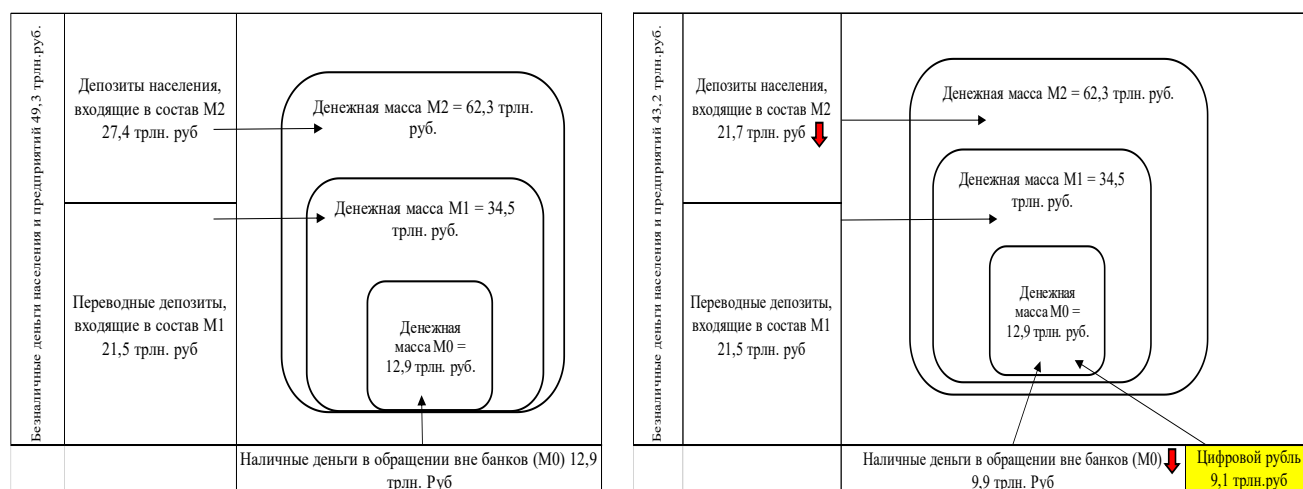 Безналичные деньги населения и предприятий 49,3 трлн.руб.
Депозиты населения,
входящие в состав М2
27,4 трлн. руб
Переводные депозиты,
входящие в состав М1
21,5 трлн. руб
Денежная масса М2 = 62,3 трлн.
руб.
Денежная масса М1 = 34,5
трлн. руб.
Денежная
масса М0 =
12,9 трлн. руб.
Наличные деньги в обращении вне банков (М0) 12,9
трлн. Руб
Безналичные деньги населения и предприятий 43,2 трлн.руб.
Депозиты населения,
входящие в состав М2
21,7 трлн. руб
Переводные депозиты,
входящие в состав М1
21,5 трлн. руб
Денежная масса М2 = 62,3 трлн. руб.
Денежная масса М1 = 34,5
трлн. руб.
Денежная
масса М0 =
12,9 трлн. руб.
Наличные деньги в обращении вне банков (М0)
9,9 трлн. Руб
Цифровой рубль
9,1 трлн.руб